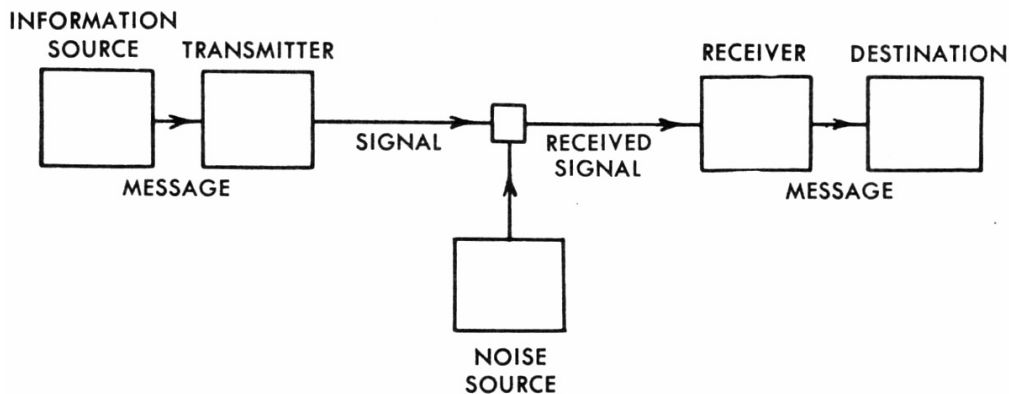 INFORMATION
SOURCE
TRANSMITTER
RECEIVER
DESTINATION
SIGNAL
RECEIVED
SIGNAL
MESSAGE
MESSAGE
NOISE
SOURCE